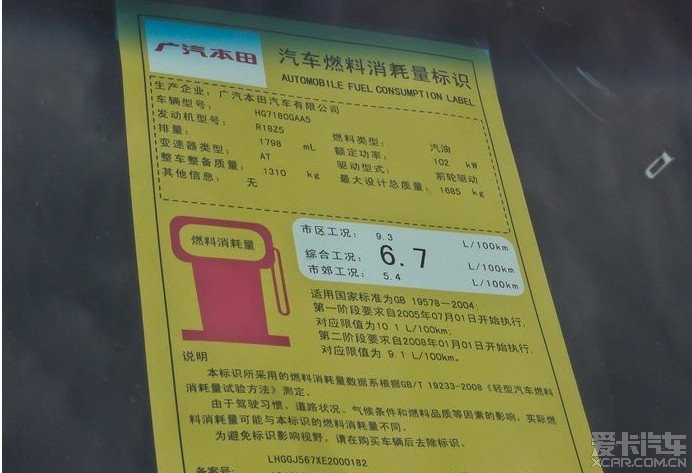 广汽本田
汽车燃料消耗量标识
AUTOMOBILE FUEL CONSUMPTION LABEL
生产企业: 广汽本田汽车有限公司
车辆型号: HG7180GAA5
发动机型号: R18Z5 燃料类型: 汽油
排量: 1798 mL 额定功率: 102 kW
变速器类型: AT 驱动型式: 前轮驱动
整车整备质量: 1310 kg 最大设计总质量: 1685 kg
其他信息: 无
燃料消耗量
市区工况: 9.3 L/100km
综合工况: 6.7 L/100km
市郊工况: 5.4 L/100km
适用国家标准为GB 19578-2004;
第一阶段要求自2005年07月01日开始执行,
对应限值为10.1 L/100km;
第二阶段要求自2008年01月01日开始执行,
对应限值为 9.1 L/100km。
说明
本标识所采用的燃料消耗量数据系根据GB/T 19233-2008《轻型汽车燃料
消耗量试验方法》测定。
由于驾驶习惯、道路状况、气候条件和燃料品质等因素的影响,实际燃
料消耗量可能与本标识的燃料消耗量不同。
为避免标识影响视野,请在购买车辆后去除标识。
LHGGJ567XE2000182
备案号:
爱卡汽车
XCAR.COM.CN